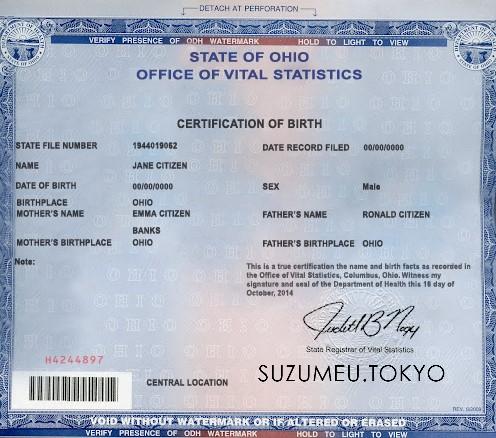 DETACH AT PERFORATION
VERIFY PRESENCE OF ODH WATERMARK HOLD TO LIGHT TO VIEW
STATE OF OHIO
OFFICE OF VITAL STATISTICS
CERTIFICATION OF BIRTH
STATE FILE NUMBER 1944019062 DATE RECORD FILED 00/00/0000
NAME JANE CITIZEN
DATE OF BIRTH 00/00/0000 SEX Male
BIRTHPLACE OHIO
MOTHER'S NAME EMMA CITIZEN FATHER'S NAME RONALD CITIZEN
BANKS
MOTHER'S BIRTHPLACE OHIO FATHER'S BIRTHPLACE OHIO
Note:
This is a true certification the name and birth facts as recorded in
the Office of Vital Statistics, Columbus, Ohio. Witness my
signature and seal of the Department of Health this 16 day of
October, 2014
State Registrar of Vital Statistics
H4244897
CENTRAL LOCATION
SUZUMEU.TOKYO
REV. 9/2009
VOID WITHOUT WATERMARK OR IF ALTERED OR ERASED
VERIFY PRESENCE OF ODH WATERMARK HOLD TO LIGHT TO VIEW